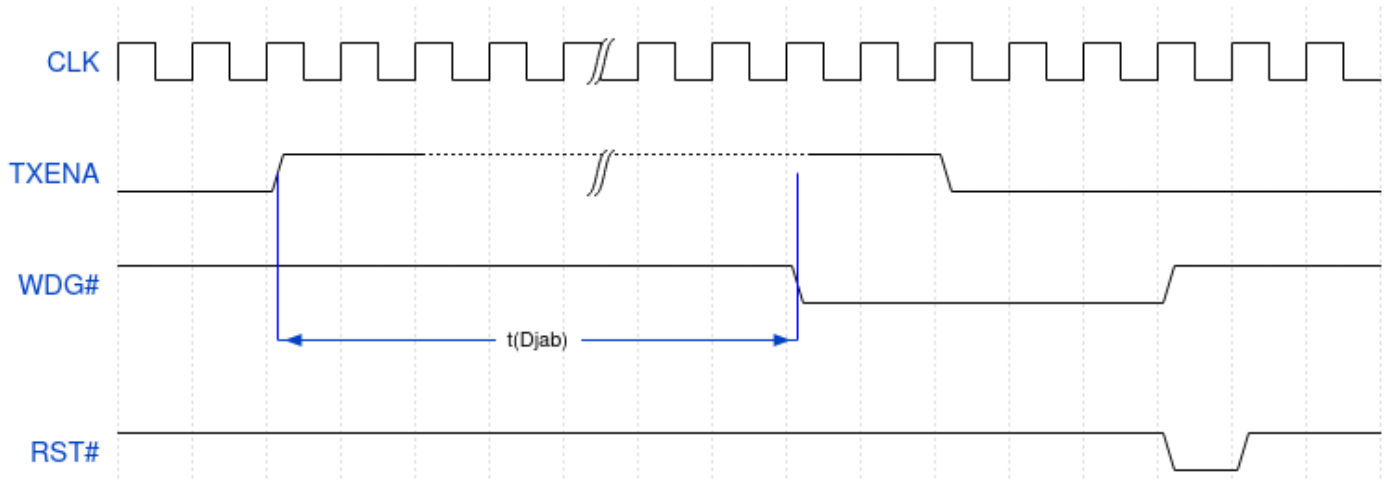 CLK
TXENA
WDG#
t(Djab)
RST#